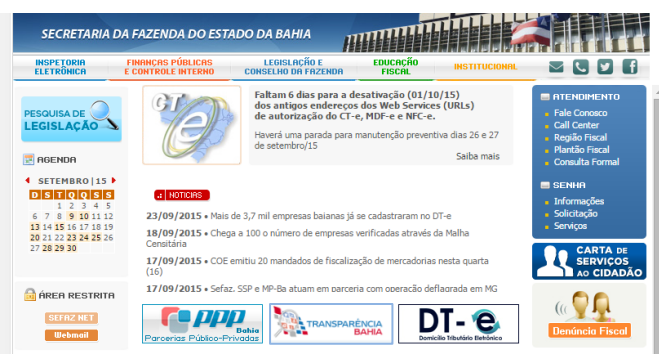 SECRETARIA DA FAZENDA DO ESTADO DA BAHIA
INSPETORIA
ELETRÔNICA
FINANÇAS PÚBLICAS
E CONTROLE INTERNO
LEGISLAÇÃO E
CONSELHO DA FAZENDA
EDUCAÇÃO
FISCAL
INSTITUCIONAL
PESQUISA DE
LEGISLAÇÃO
AGENDA
SETEMBRO | 15
D S T Q Q S S
1 2 3 4 5
6 7 8 9 10 11 12
13 14 15 16 17 18 19
20 21 22 23 24 25 26
27 28 29 30
ÁREA RESTRITA
SEFAZ NET
Webmail
CT-e
Faltam 6 dias para a desativação (01/10/15)
dos antigos endereços dos Web Services (URLs)
de autorização do CT-e, MDF-e e NFC-e.
Haverá uma parada para manutenção preventiva dias 26 e 27
de setembro/15
Saiba mais
NOTICIAS
23/09/2015 • Mais de 3,7 mil empresas baianas já se cadastraram no DT-e
18/09/2015 • Chega a 100 o número de empresas verificadas através da Malha
Censitária
17/09/2015 • COE emitiu 20 mandados de fiscalização de mercadorias nesta quarta
(16)
17/09/2015 • Sefaz, SSP e MP-Ba atuam em parceria com operação deflagrada em MG
ppp
Bahia
Parcerias Público-Privadas
TRANSPARÊNCIA
BAHIA
DT-e
Domicílio Tributário Eletrônico
ATENDIMENTO
Fale Conosco
Call Center
Região Fiscal
Plantão Fiscal
Consulta Formal
SENHA
Informações
Solicitação
Serviços
CARTA DE
SERVIÇOS
AO CIDADÃO
Denúncia Fiscal